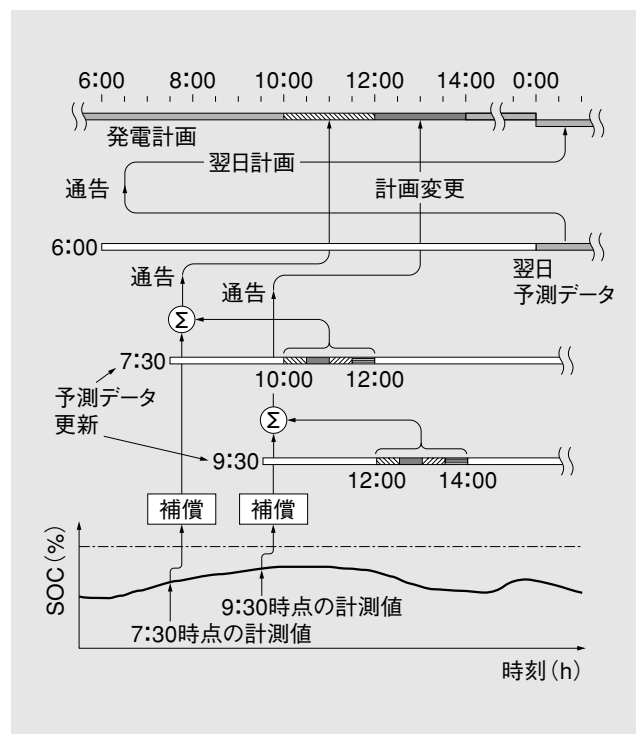 6:00 8:00 10:00 12:00 14:00 0:00
発電計画
翌日計画
通告
計画変更
6:00
通告
通告
翌日
予測データ
Σ
7:30
10:00 12:00
予測データ
更新
Σ
9:30
12:00 14:00
補償 補償
SOC(%)
9:30時点の計測値
7:30時点の計測値
時刻(h)